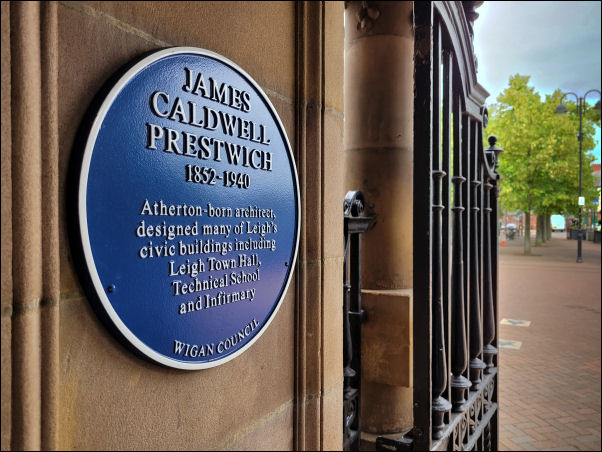 JAMES
CALDWELL
PRESTWICH
1852-1940
Atherton-born architect,
designed many of Leigh's
civic buildings including
Leigh Town Hall,
Technical School
and Infirmary
WIGAN COUNCIL